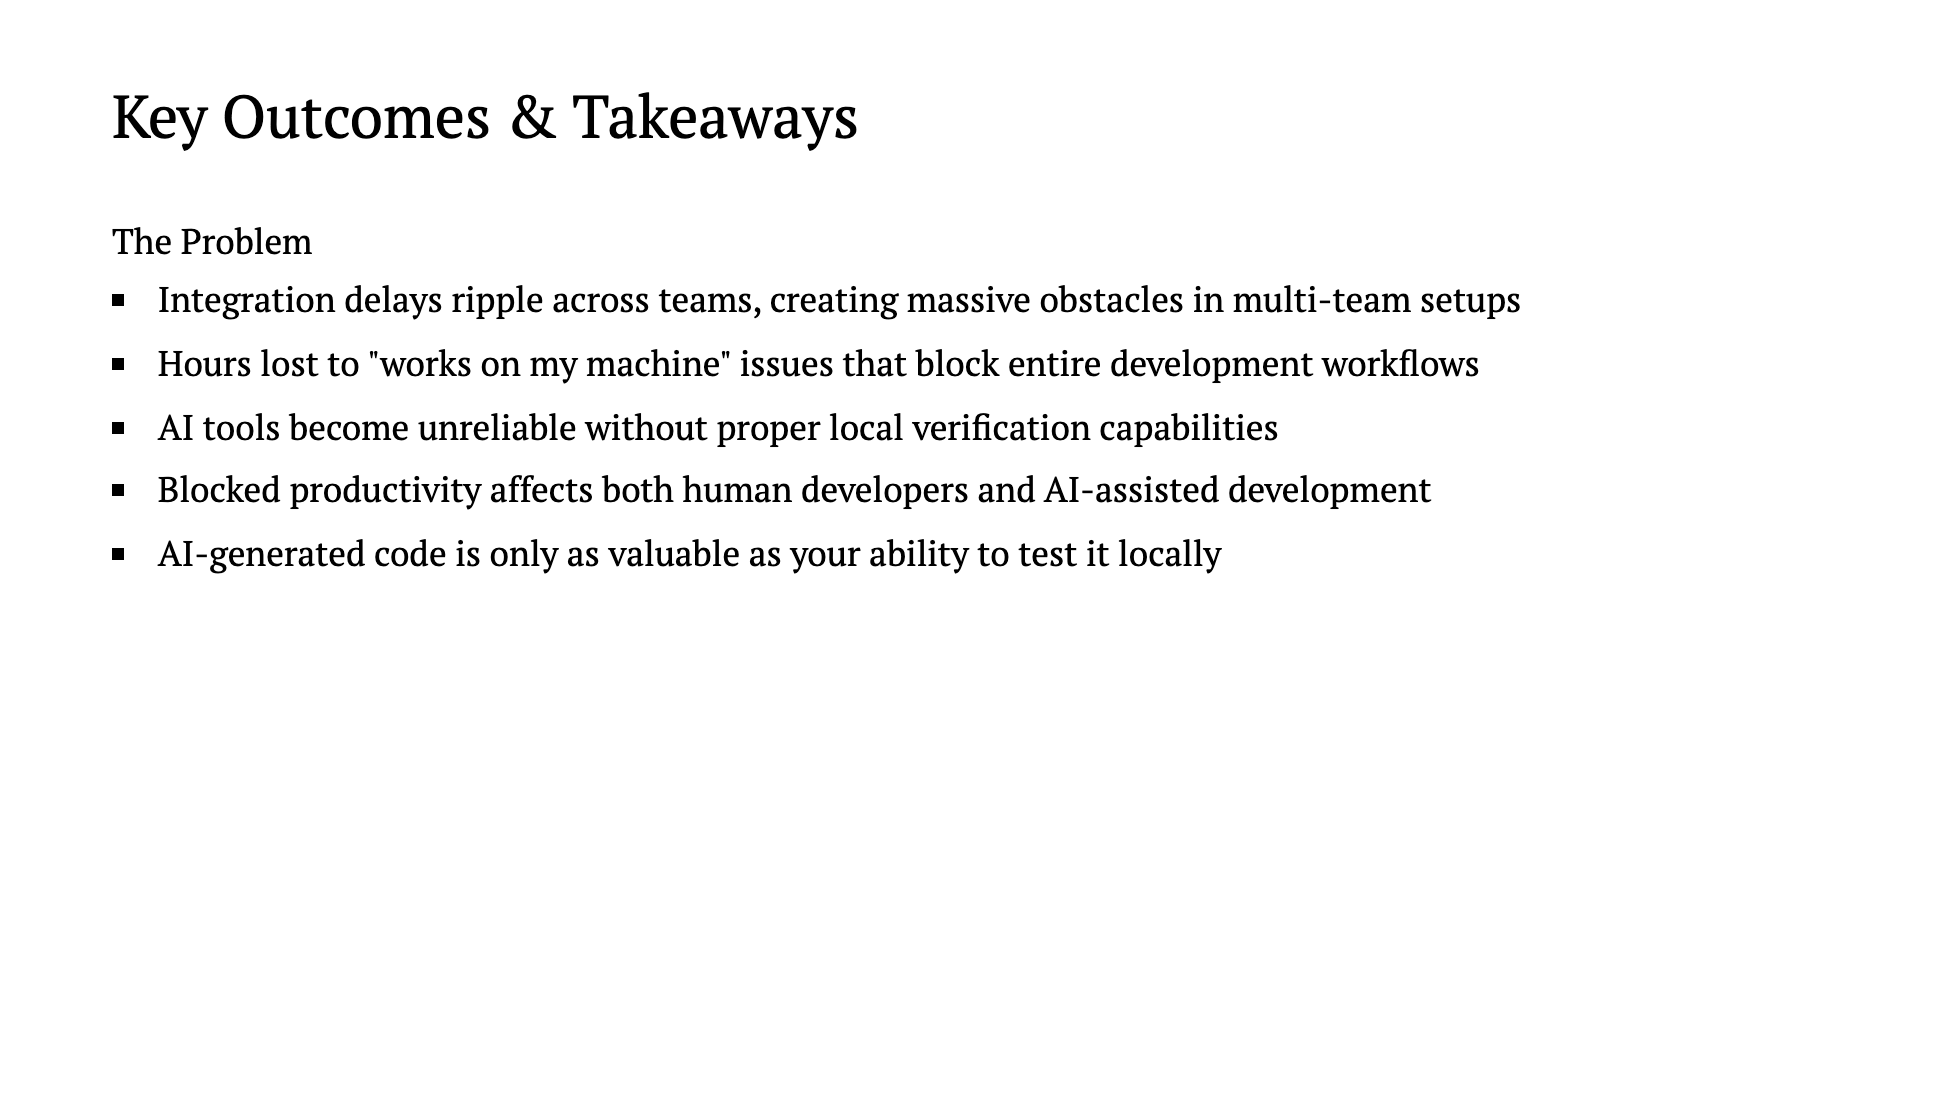 Key Outcomes & Takeaways
The Problem
▪ Integration delays ripple across teams, creating massive obstacles in multi-team setups
▪ Hours lost to "works on my machine" issues that block entire development workflows
▪ AI tools become unreliable without proper local verification capabilities
▪ Blocked productivity affects both human developers and AI-assisted development
▪ AI-generated code is only as valuable as your ability to test it locally